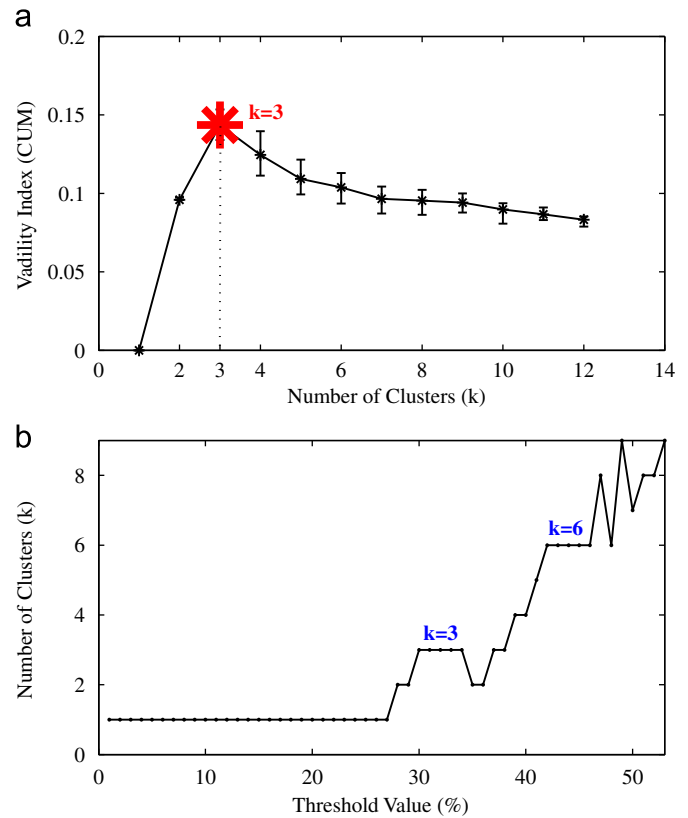 a
0.2
0.15
0.1
0.05
0
k=3
Vadility Index (CUM)
0 2 3 4 6 8 10 12 14
Number of Clusters (k)
b
8
6
4
2
0
k=6
k=3
Number of Clusters (k)
0 10 20 30 40 50
Threshold Value (%)